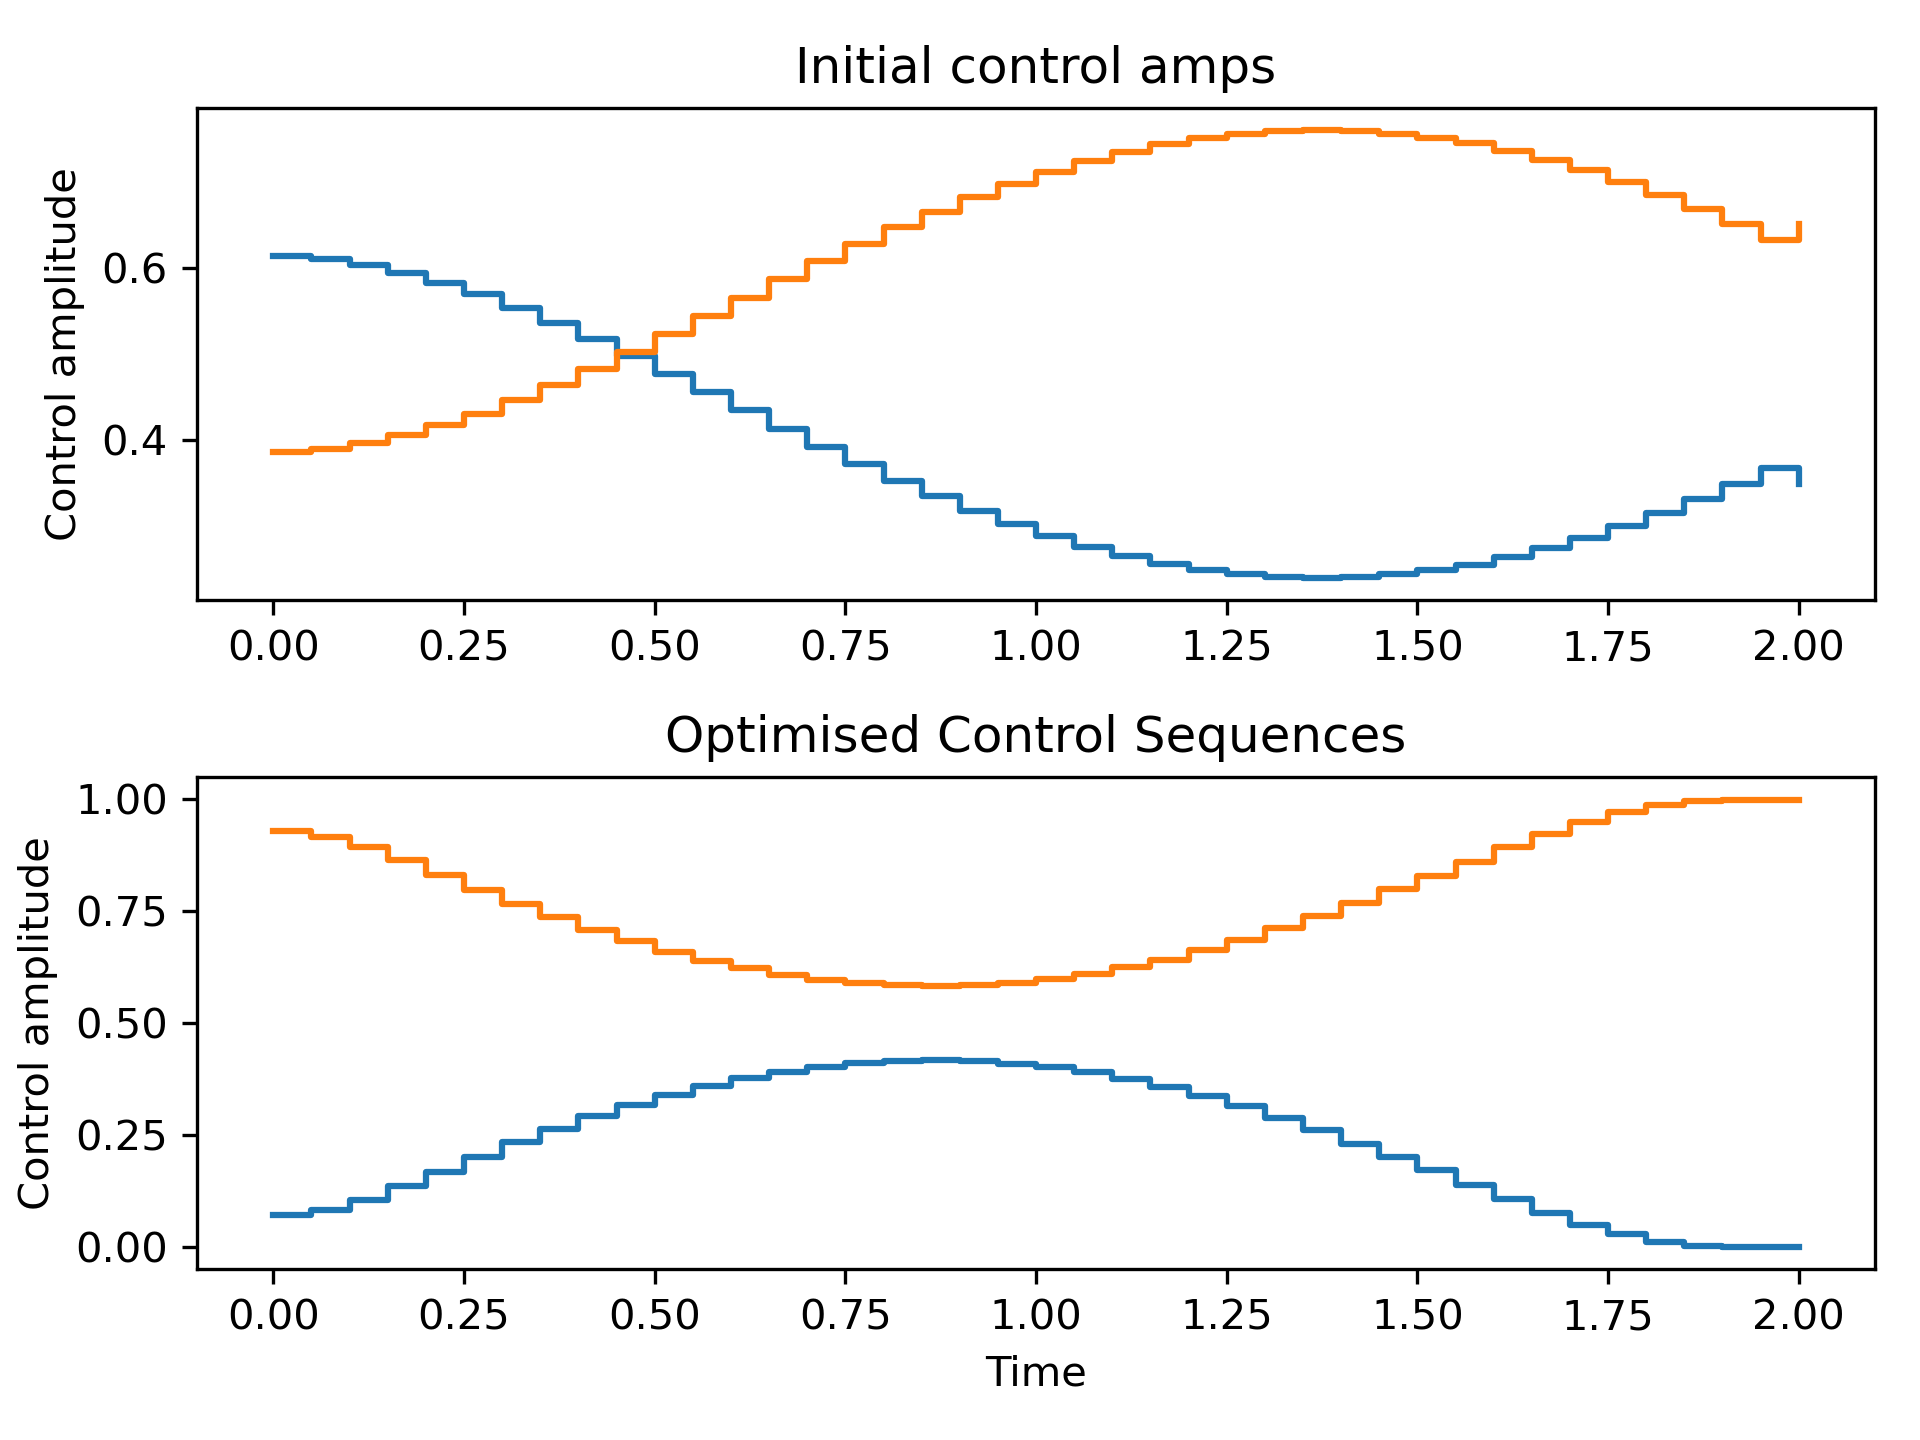 Initial control amps
Control amplitude
0.6
0.4
0.00 0.25 0.50 0.75 1.00 1.25 1.50 1.75 2.00
Optimised Control Sequences
Control amplitude
1.00
0.75
0.50
0.25
0.00
0.00 0.25 0.50 0.75 1.00 1.25 1.50 1.75 2.00
Time